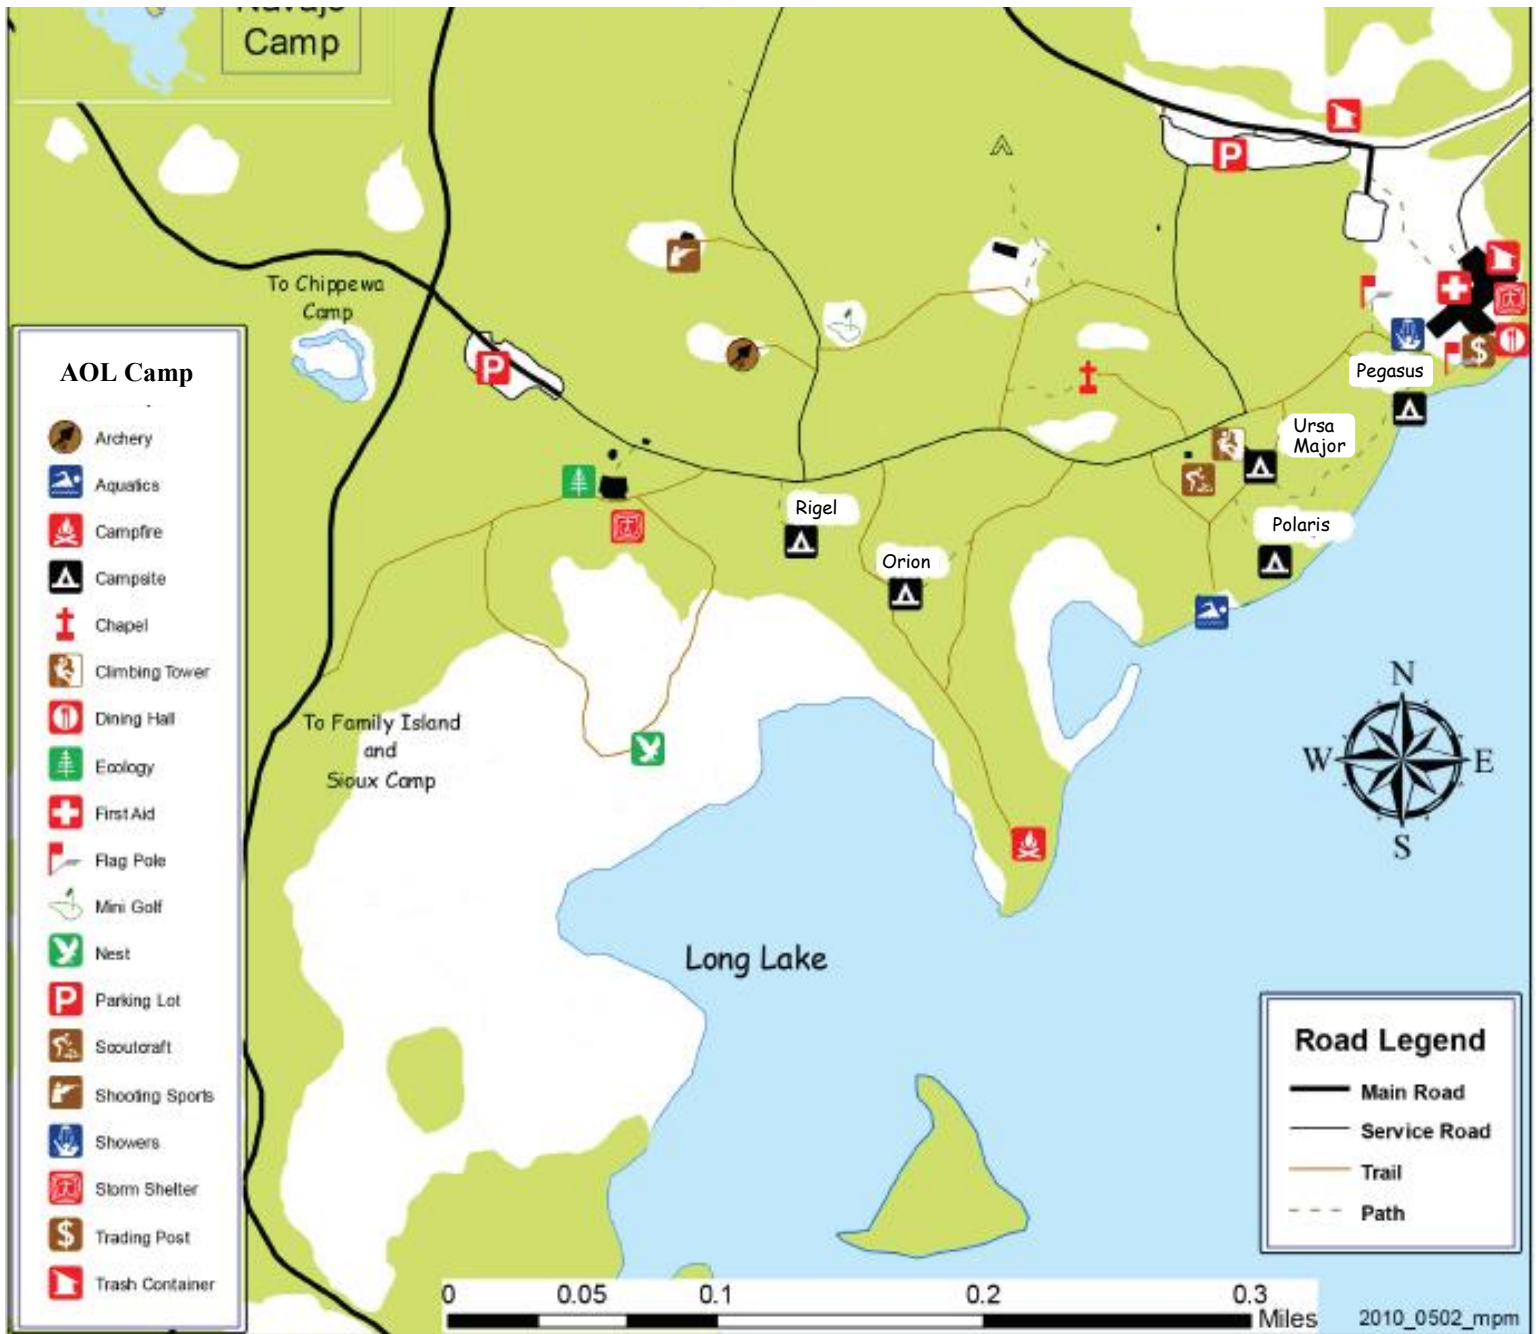 Navajo
Camp
To Chippewa
Camp
AOL Camp
Archery
Aquatics
Campfire
Campsite
Chapel
Climbing Tower
Dining Hall
Ecology
First Aid
Flag Pole
Mini Golf
Nest
Parking Lot
Scoutcraft
Shooting Sports
Showers
Storm Shelter
Trading Post
Trash Container
P
P
$
Pegasus
Ursa
Major
Rigel
Polaris
Orion
To Family Island
and
Sioux Camp
N
W
E
S
Long Lake
Road Legend
Main Road
Service Road
Trail
Path
0 0.05 0.1 0.2 0.3
Miles
2010_0502_mpm